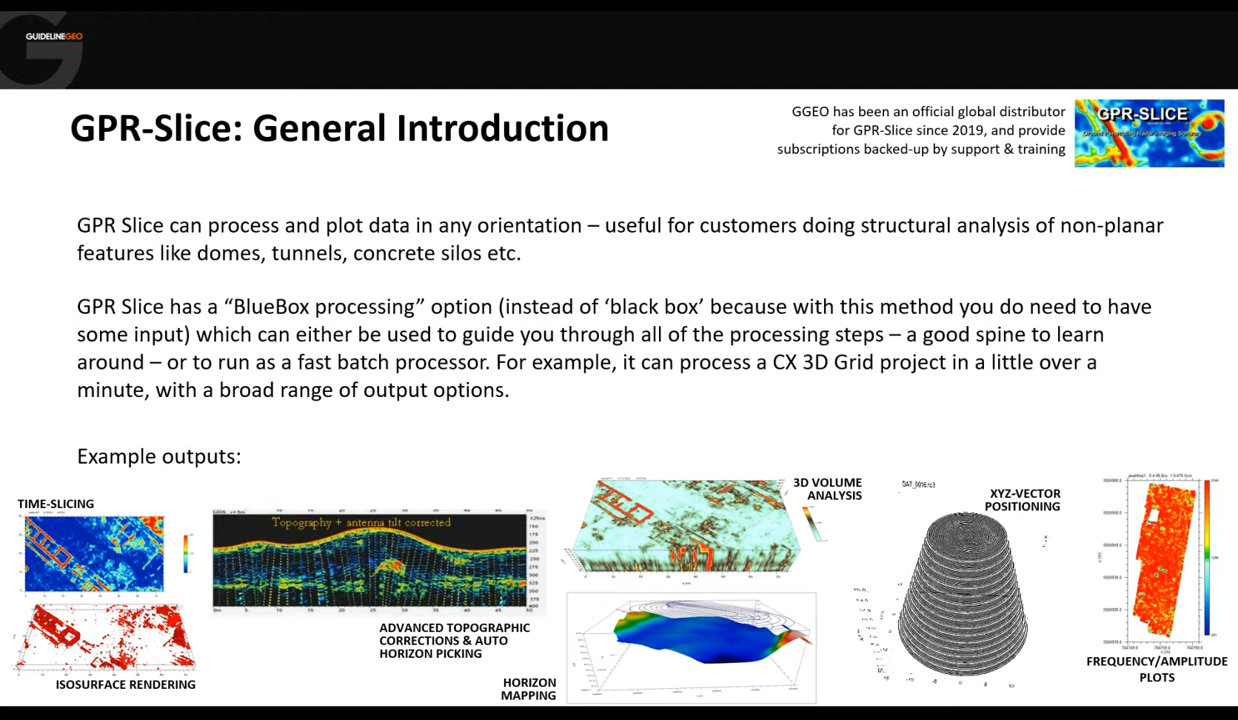 GUIDELINEGEO
GPR-Slice: General Introduction
GGEO has been an official global distributor
for GPR-Slice since 2019, and provide
subscriptions backed-up by support & training
GPR-SLICE
Ground Penetrating Radar Imaging Software
GPR Slice can process and plot data in any orientation – useful for customers doing structural analysis of non-planar
features like domes, tunnels, concrete silos etc.
GPR Slice has a “BlueBox processing” option (instead of ‘black box’ because with this method you do need to have
some input) which can either be used to guide you through all of the processing steps – a good spine to learn
around – or to run as a fast batch processor. For example, it can process a CX 3D Grid project in a little over a
minute, with a broad range of output options.
Example outputs:
TIME-SLICING
ISOSURFACE RENDERING
Topography + antenna tilt corrected
ADVANCED TOPOGRAPHIC
CORRECTIONS & AUTO
HORIZON PICKING
3D VOLUME
ANALYSIS
HORIZON
MAPPING
XYZ-VECTOR
POSITIONING
FREQUENCY/AMPLITUDE
PLOTS